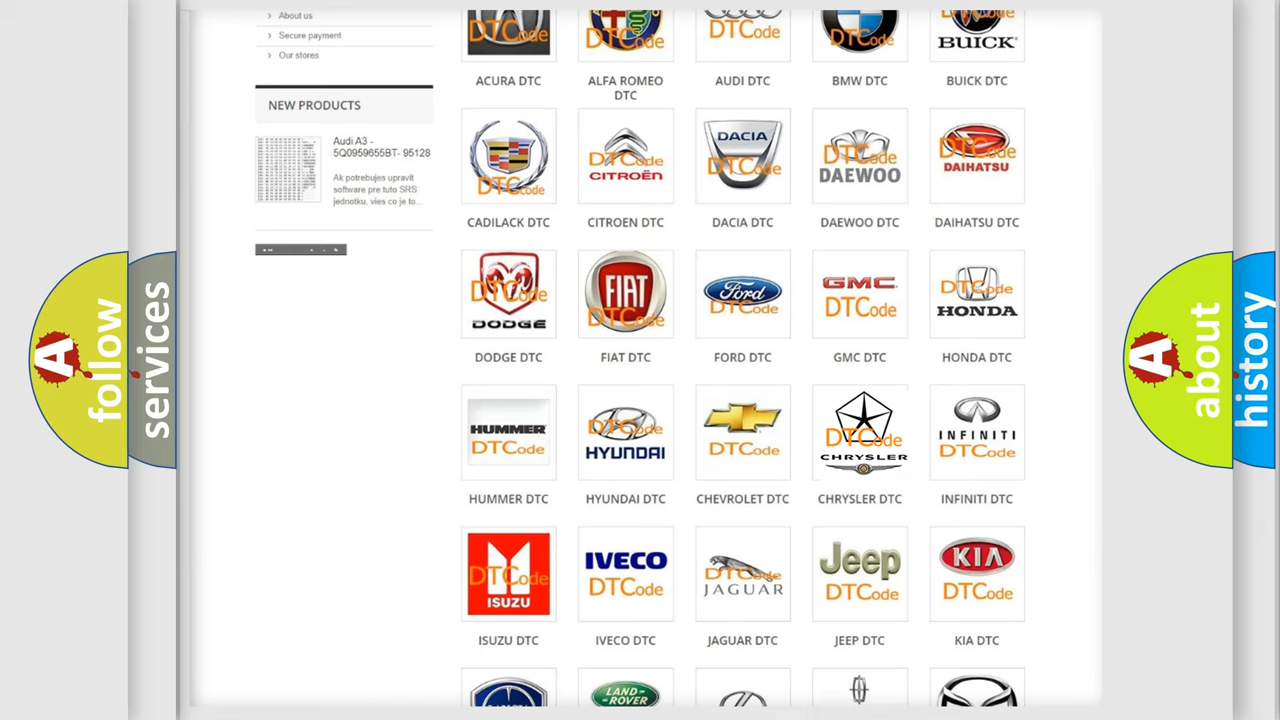 About us
Secure payment
Our stores
NEW PRODUCTS
Audi A3 -
5Q0959655BT- 95128
Ak potrebujes upravit
software pre tuto SRS
jednotku, vies co je to...
DTCode DTCode DTCode DTCode BUICK
ACURA DTC ALFA ROMEO DTC AUDI DTC BMW DTC BUICK DTC
DTCode DTCode CITROËN DACIA DTCode DTCode DAEWOO DTCode DAIHATSU
CADILACK DTC CITROEN DTC DACIA DTC DAEWOO DTC DAIHATSU DTC
DTCode DODGE FIAT DTCode Ford DTCode GMC DTCode DTCode HONDA
DODGE DTC FIAT DTC FORD DTC GMC DTC HONDA DTC
HUMMER DTCode DTCode HYUNDAI DTCode DTCode CHRYSLER INFINITI DTCode
HUMMER DTC HYUNDAI DTC CHEVROLET DTC CHRYSLER DTC INFINITI DTC
DTCode ISUZU IVECO DTCode DTCode JAGUAR Jeep DTCode KIA DTCode
ISUZU DTC IVECO DTC JAGUAR DTC JEEP DTC KIA DTC
LAND-
ROVER
A
follow
services
A
about
history